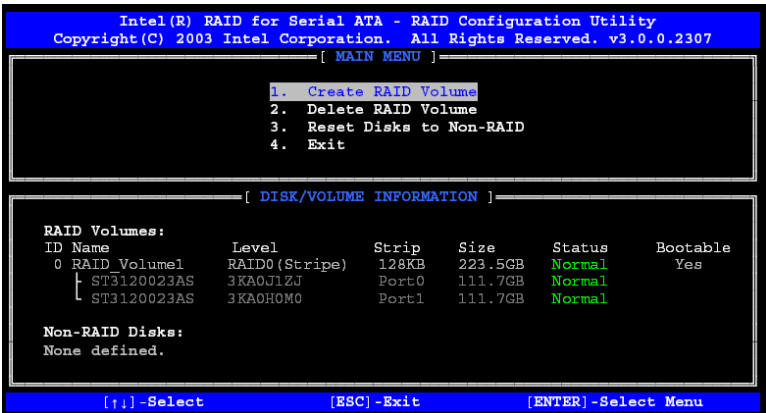 Intel(R) RAID for Serial ATA - RAID Configuration Utility
Copyright(C) 2003 Intel Corporation.  All Rights Reserved. v3.0.0.2307
[ MAIN MENU ]
1.  Create RAID Volume
2.  Delete RAID Volume
3.  Reset Disks to Non-RAID
4.  Exit
[ DISK/VOLUME INFORMATION ]
RAID Volumes:
ID Name Level Strip Size Status Bootable
0 RAID_Volume1 RAID0(Stripe) 128KB 223.5GB Normal Yes
ST3120023AS 3KA0J1ZJ Port0 111.7GB Normal
ST3120023AS 3KA0H0M0 Port1 111.7GB Normal
Non-RAID Disks:
None defined.
[↑↓]-Select [ESC]-Exit [ENTER]-Select Menu